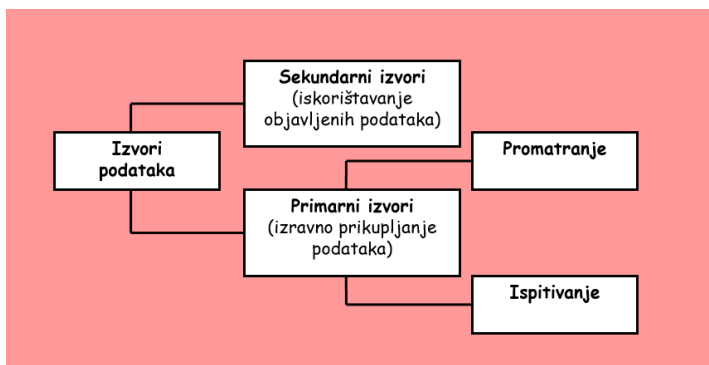 Sekundarni izvori
(iskorištavanje
objavljenih podataka)
Izvori
podataka
Promatranje
Primarni izvori
(izravno prikupljanje
podataka)
Ispitivanje